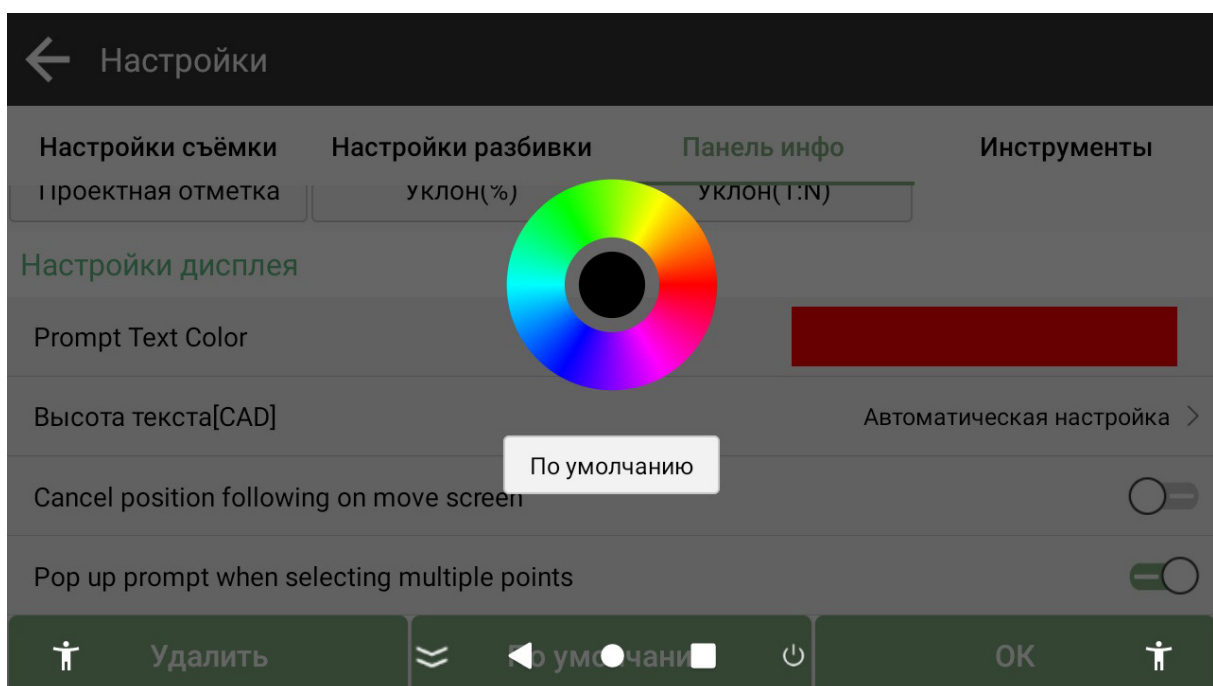 Настройки
Настройки съёмки Настройки разбивки Панель инфо Инструменты
Проектная отметка Уклон(%) Уклон(1:N)
Настройки дисплея
Prompt Text Color
Высота текста[CAD] Автоматическая настройка
По умолчанию
Cancel position following on move screen
Pop up prompt when selecting multiple points
Удалить По умолчанию OK